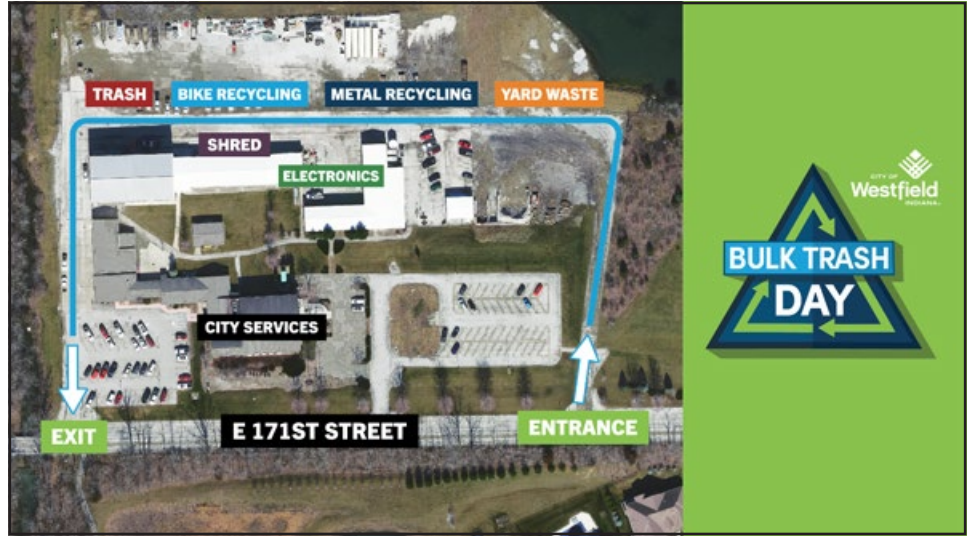 TRASH
BIKE RECYCLING
METAL RECYCLING
YARD WASTE
SHRED
ELECTRONICS
CITY SERVICES
EXIT
E 171ST STREET
ENTRANCE
CITY OF
Westfield
INDIANA
BULK TRASH
DAY